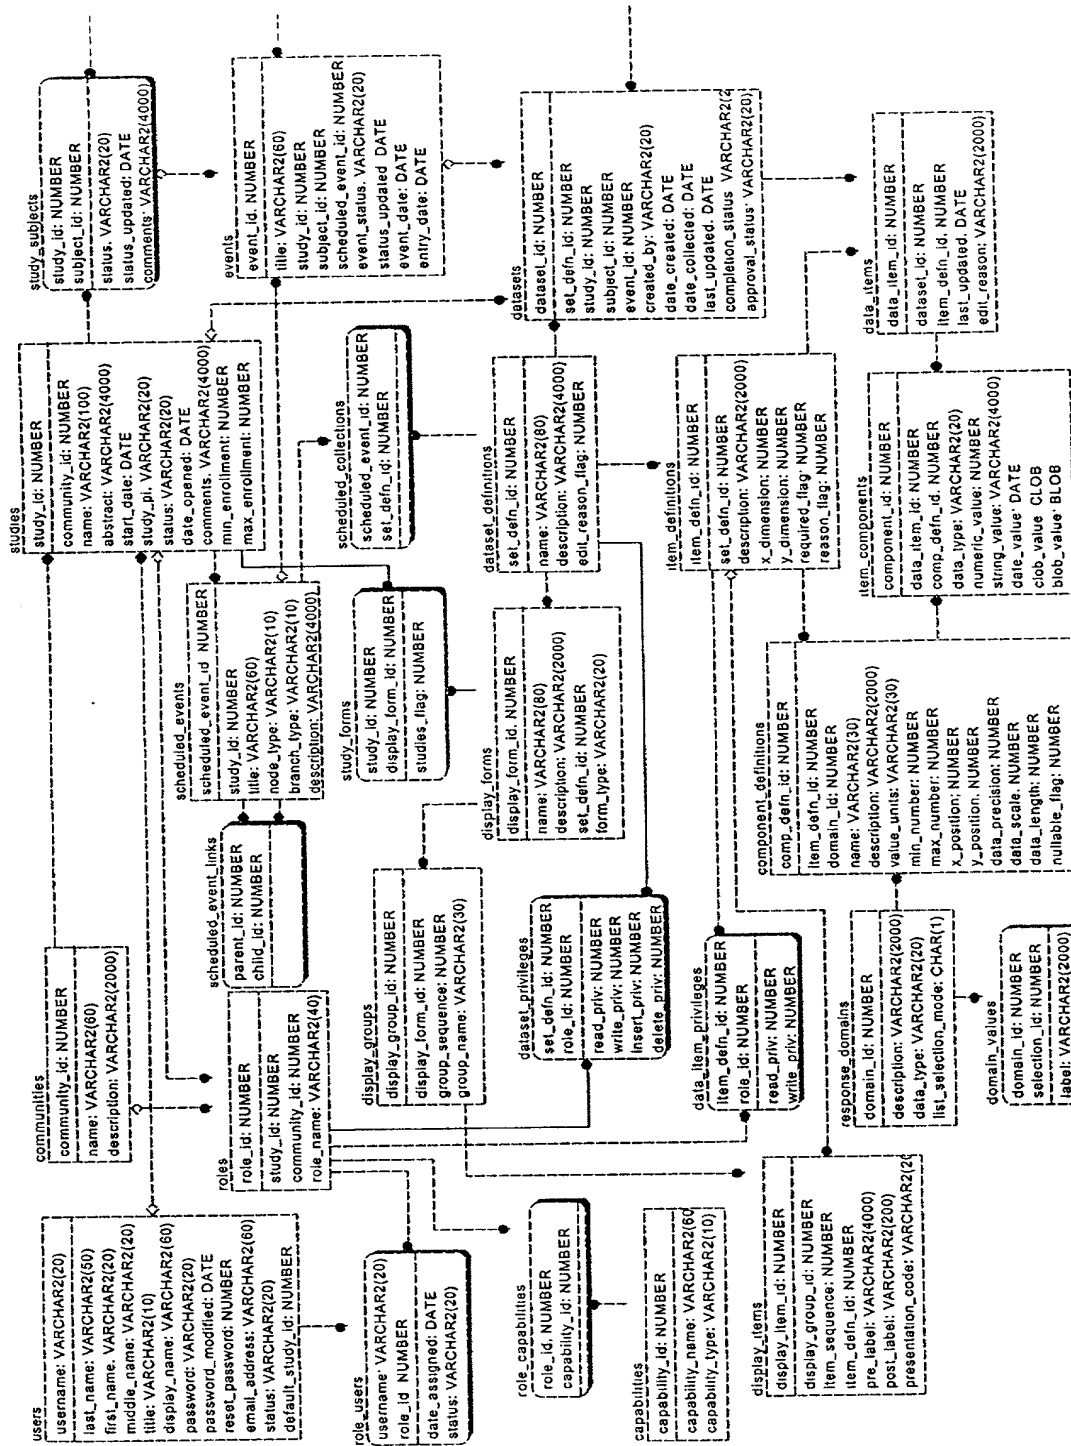 users
username: VARCHAR2(20)
last_name: VARCHAR2(50)
first_name. VARCHAR2(20)
middle_name: VARCHAR2(20)
title: VARCHAR2(10)
display_name: VARCHAR2(60)
password: VARCHAR2(20)
password_modified: DATE
reset_password: NUMBER
email_address: VARCHAR2(60)
status: VARCHAR2(20)
default_study_id: NUMBER
communities
community_id: NUMBER
name: VARCHAR2(60)
description: VARCHAR2(2000)
studies
study_id: NUMBER
community_id: NUMBER
name: VARCHAR2(100)
abstract: VARCHAR2(4000)
start_date: DATE
study_pi. VARCHAR2(20)
status: VARCHAR2(20)
date_opened: DATE
comments. VARCHAR2(4000)
min_enrollment: NUMBER
max_enrollment: NUMBER
study_subjects
study_id: NUMBER
subject_id: NUMBER
status. VARCHAR2(20)
status_updated: DATE
comments: VARCHAR2(4000)
roles
role_id: NUMBER
study_id: NUMBER
community_id: NUMBER
role_name: VARCHAR2(40)
scheduled_event_links
parent_id: NUMBER
child_id: NUMBER
scheduled_events
scheduled_event_id NUMBER
study_id: NUMBER
title: VARCHAR2(60)
node_type: VARCHAR2(10)
branch_type: VARCHAR2(10)
description: VARCHAR2(4000)
events
event_id. NUMBER
title: VARCHAR2(60)
study_id: NUMBER
subject_id: NUMBER
scheduled_event_id: NUMBER
event_status. VARCHAR2(20)
status_updated DATE
event_date: DATE
entry_date: DATE
role_users
username: VARCHAR2(20)
role_id NUMBER
date_assigned: DATE
status: VARCHAR2(20)
study_forms
study_id: NUMBER
display_form_id: NUMBER
studies_flag: NUMBER
scheduled_collections
scheduled_event_id: NUMBER
set_defn_id: NUMBER
display_groups
display_group_id: NUMBER
display_form_id: NUMBER
group_sequence: NUMBER
group_name: VARCHAR2(30)
display_forms
display_form_id. NUMBER
name: VARCHAR2(80)
description: VARCHAR2(2000)
set_defn_id: NUMBER
form_type: VARCHAR2(20)
dataset_definitions
set_defn_id: NUMBER
name: VARCHAR2(80)
description: VARCHAR2(4000)
edit_reason_flag: NUMBER
datasets
dataset_id: NUMBER
set_defn_id: NUMBER
study_id: NUMBER
subject_id: NUMBER
event_id: NUMBER
created_by: VARCHAR2(20)
date_created: DATE
date_collected: DATE
last_updated. DATE
completion_status VARCHAR2(2
approval_status: VARCHAR2(20)
role_capabilities
role_id, NUMBER
capability_id: NUMBER
dataset_privileges
set_defn_id: NUMBER
role_id: NUMBER
read_priv: NUMBER
write_priv: NUMBER
insert_priv: NUMBER
delete_priv: NUMBER
capabilities
capability_id: NUMBER
capability_name: VARCHAR2(60
capability_type: VARCHAR2(10)
data_item_privileges
item_defn_id: NUMBER
role_id: NUMBER
read_priv: NUMBER
write_priv: NUMBER
item_definitions
item_defn_id: NUMBER
set_defn_id: NUMBER
description: VARCHAR2(2000)
x_dimension: NUMBER
y_dimension: NUMBER
required_flag: NUMBER
reason_flag: NUMBER
display_items
display_item_id: NUMBER
display_group_id: NUMBER
item_sequence: NUMBER
item_defn_id: NUMBER
pre_label: VARCHAR2(4000)
post_label: VARCHAR2(200)
presentation_code: VARCHAR2(20
response_domains
domain_id: NUMBER
description: VARCHAR2(2000)
data_type: VARCHAR2(20)
list_selection_mode: CHAR(1)
component_definitions
comp_defn_id: NUMBER
item_defn_id: NUMBER
domain_id: NUMBER
name: VARCHAR2(30)
description: VARCHAR2(2000)
value_units: VARCHAR2(30)
min_number: NUMBER
max_number: NUMBER
x_position: NUMBER
y_position. NUMBER
data_precision: NUMBER
data_scale. NUMBER
data_length: NUMBER
nullable_flag: NUMBER
data_items
data_item_id: NUMBER
dataset_id: NUMBER
item_defn_id: NUMBER
last_updated. DATE
edit_reason: VARCHAR2(2000)
item_components
component_id: NUMBER
data_item_id: NUMBER
comp_defn_id. NUMBER
data_type: VARCHAR2(20)
numeric_value: NUMBER
string_value: VARCHAR2(4000)
date_value: DATE
clob_value CLOB
blob_value: BLOB
domain_values
domain_id: NUMBER
selection_id: NUMBER
label: VARCHAR2(2000)